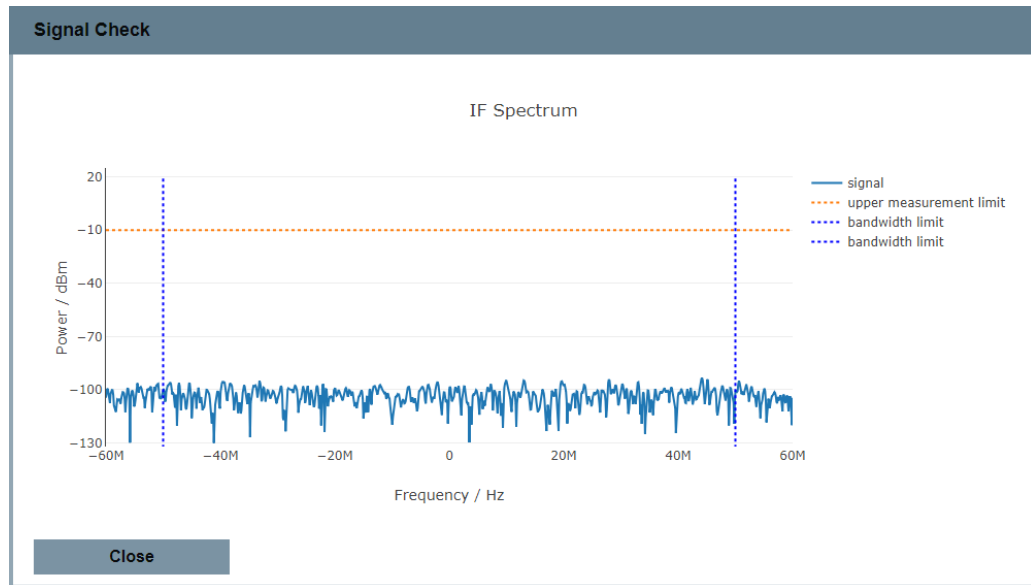 Signal Check
IF Spectrum
20
−10
−40
−70
−100
−130
Power / dBm
−60M
−40M
−20M
0
20M
40M
60M
Frequency / Hz
signal
upper measurement limit
bandwidth limit
bandwidth limit
Close